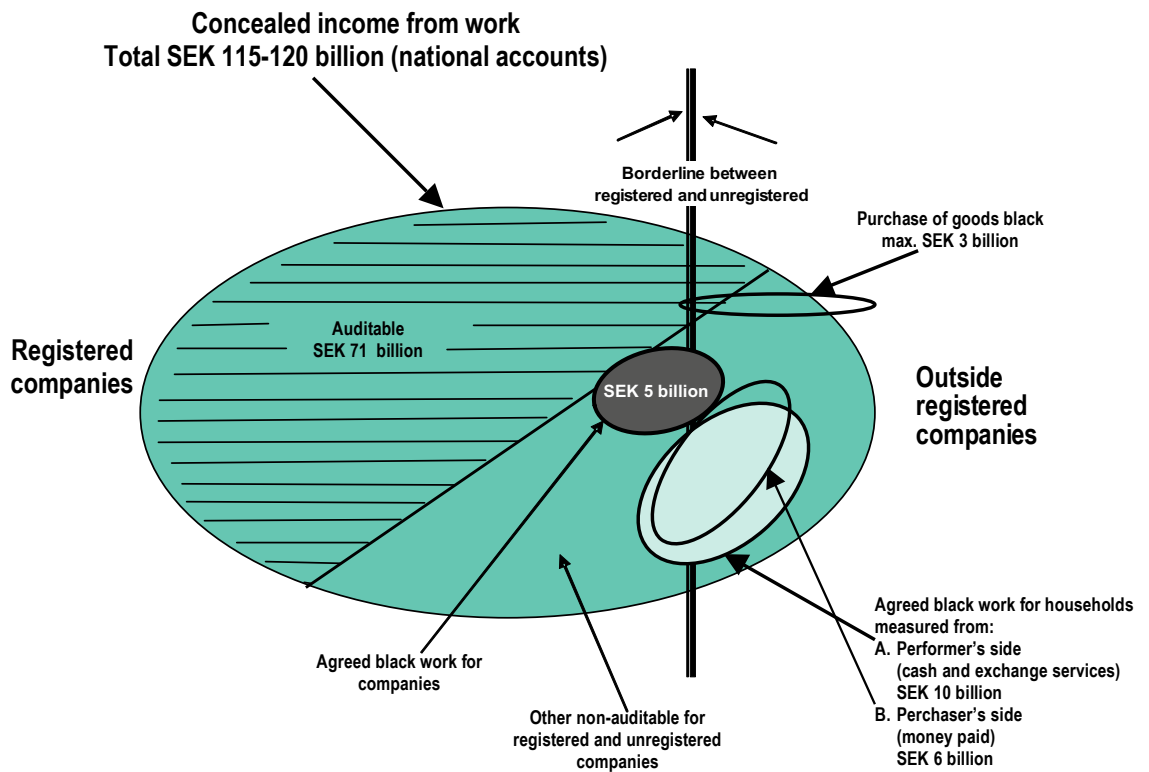 Concealed income from work
Total SEK 115-120 billion (national accounts)
Borderline between
registered and unregistered
Purchase of goods black
max. SEK 3 billion
Auditable
SEK 71 billion
Registered
companies
SEK 5 billion
Outside
registered
companies
Agreed black work for households
measured from:
A. Performer's side
(cash and exchange services)
SEK 10 billion
B. Perchaser's side
(money paid)
SEK 6 billion
Agreed black work for
companies
Other non-auditable for
registered and unregistered
companies